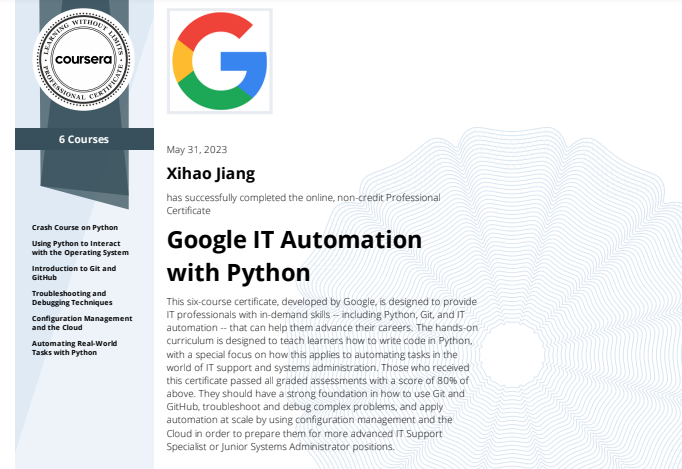 LEARNING WITHOUT LIMITS
coursera
PROFESSIONAL CERTIFICATE
6 Courses
Crash Course on Python
Using Python to Interact
with the Operating System
Introduction to Git and
GitHub
Troubleshooting and
Debugging Techniques
Configuration Management
and the Cloud
Automating Real-World
Tasks with Python
G
May 31, 2023
Xihao Jiang
has successfully completed the online, non-credit Professional
Certificate
Google IT Automation
with Python
This six-course certificate, developed by Google, is designed to provide
IT professionals with in-demand skills -- including Python, Git, and IT
automation -- that can help them advance their careers. The hands-on
curriculum is designed to teach learners how to write code in Python,
with a special focus on how this applies to automating tasks in the
world of IT support and systems administration. Those who received
this certificate passed all graded assessments with a score of 80% of
above. They should have a strong foundation in how to use Git and
GitHub, troubleshoot and debug complex problems, and apply
automation at scale by using configuration management and the
Cloud in order to prepare them for more advanced IT Support
Specialist or Junior Systems Administrator positions.